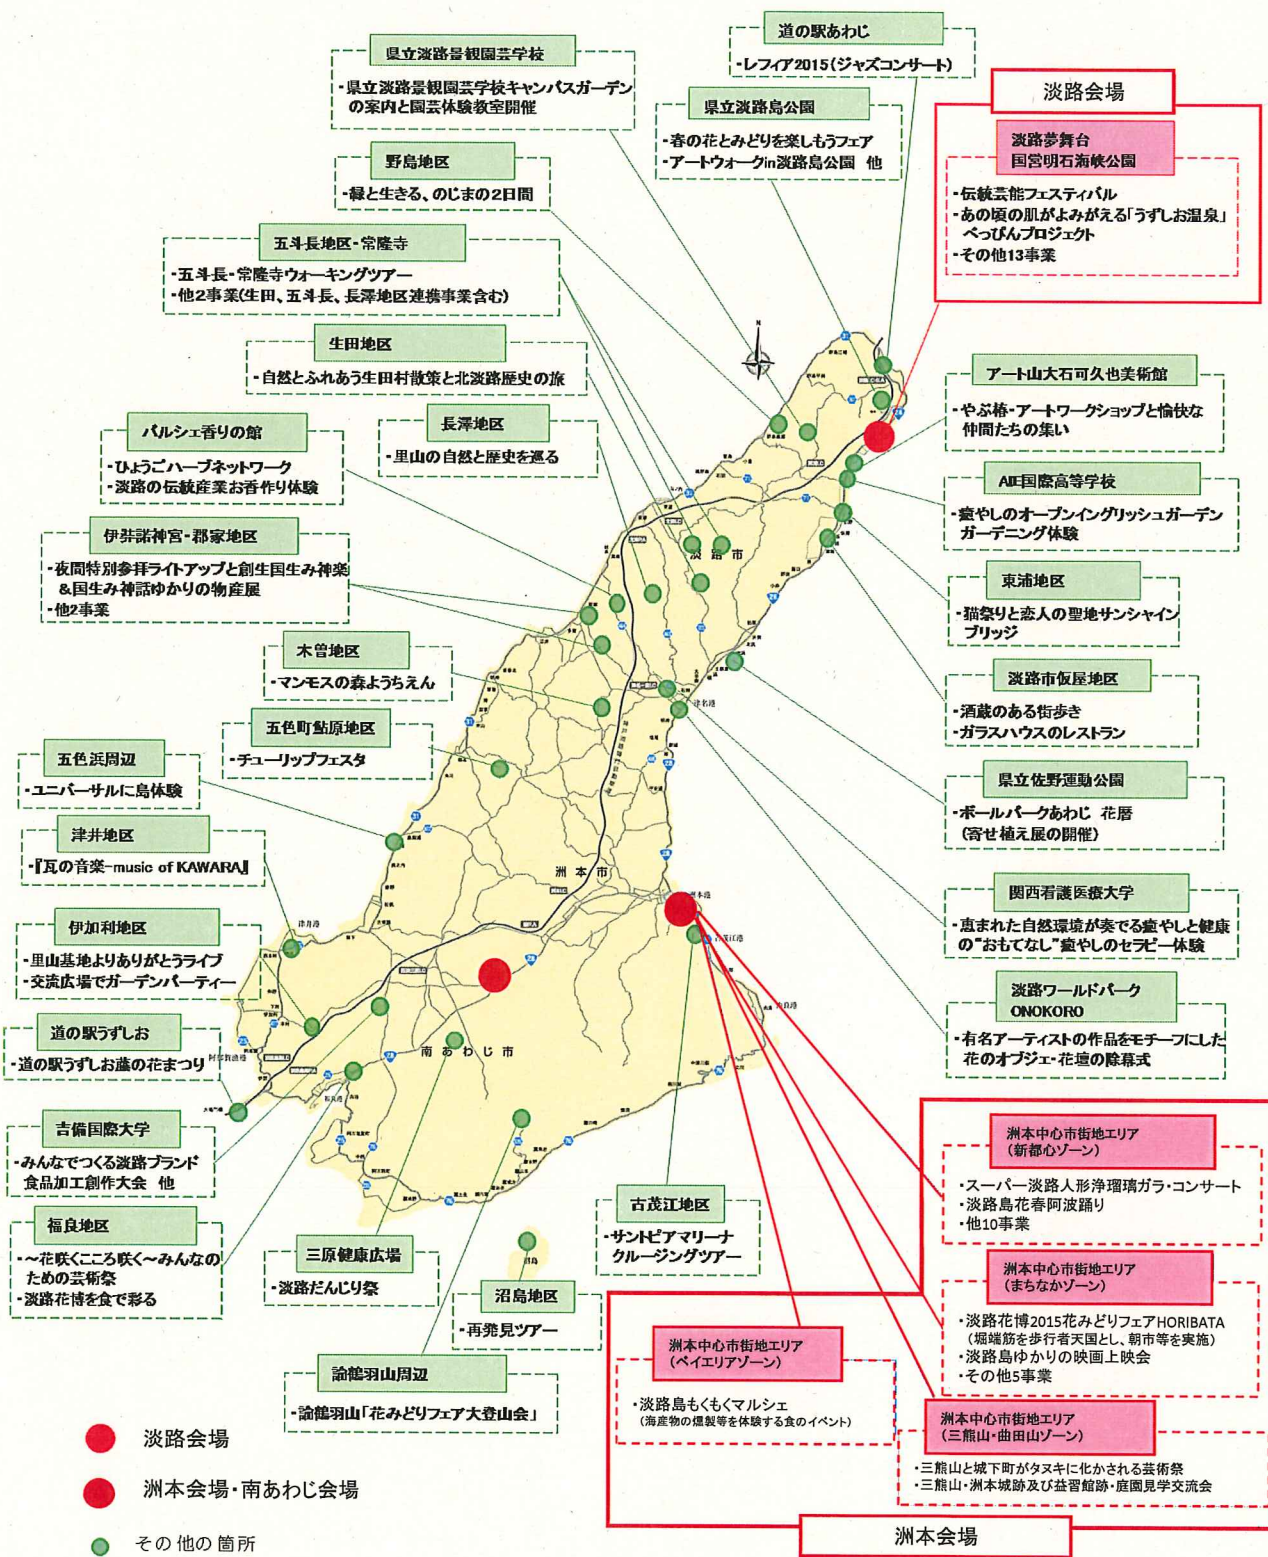 道の駅あわじ
・レフィア2015(ジャズコンサート)
県立淡路景観園芸学校
・県立淡路景観園芸学校キャンパスガーデン
の案内と園芸体験教室開催
県立淡路島公園
・春の花とみどりを楽しもうフェア
・アートウォークin淡路島公園 他
淡路会場
淡路夢舞台
国営明石海峡公園
・伝統芸能フェスティバル
・あの頃の肌がよみがえる「うずしお温泉」
べっぴんプロジェクト
・その他13事業
野島地区
・緑と生きる、のじまの2日間
五斗長地区・常隆寺
・五斗長・常隆寺ウォーキングツアー
・他2事業(生田、五斗長、長澤地区連携事業含む)
生田地区
・自然とふれあう生田村散策と北淡路歴史の旅
長澤地区
・里山の自然と歴史を巡る
パルシェ香りの館
・ひょうごハーブネットワーク
・淡路の伝統産業お香作り体験
伊弉諾神宮・郡家地区
・夜間特別参拝ライトアップと創生国生み神楽
&国生み神話ゆかりの物産展
・他2事業
木曽地区
・マンモスの森ようちえん
五色町鮎原地区
・チューリップフェスタ
五色浜周辺
・ユニバーサルに島体験
津井地区
・『瓦の音楽-music of KAWARA』
伊加利地区
・里山基地よりありがとうライブ
・交流広場でガーデンパーティー
道の駅うずしお
・道の駅うずしお藤の花まつり
吉備国際大学
・みんなでつくる淡路ブランド
食品加工創作大会 他
福良地区
・~花咲くこころ咲く~みんなの
ための芸術祭
・淡路花博を食で彩る
三原健康広場
・淡路だんじり祭
諭鶴羽山周辺
・諭鶴羽山「花みどりフェア大登山会」
沼島地区
・再発見ツアー
古茂江地区
・サントピアマリーナ
クルージングツアー
N
淡路市
洲本市
南あわじ市
津名港
洲本港
古茂江港
由良港
津井港
沼島
アート山大石可久也美術館
・やぶ椿・アートワークショップと愉快な
仲間たちの集い
AIE国際高等学校
・癒やしのオープンイングリッシュガーデン
ガーデニング体験
東浦地区
・猫祭りと恋人の聖地サンシャイン
ブリッジ
淡路市仮屋地区
・酒蔵のある街歩き
・ガラスハウスのレストラン
県立佐野運動公園
・ボールパークあわじ 花暦
(寄せ植え展の開催)
関西看護医療大学
・恵まれた自然環境が奏でる癒やしと健康
の"おもてなし"癒やしのセラピー体験
淡路ワールドパーク
ONOKORO
・有名アーティストの作品をモチーフにした
花のオブジェ・花壇の除幕式
洲本中心市街地エリア
(新都心ゾーン)
・スーパー淡路人形浄瑠璃ガラ・コンサート
・淡路島花春阿波踊り
・他10事業
洲本中心市街地エリア
(まちなかゾーン)
・淡路花博2015花みどりフェアHORIBATA
(堀端筋を歩行者天国とし、朝市等を実施)
・淡路島ゆかりの映画上映会
・その他5事業
洲本中心市街地エリア
(ベイエリアゾーン)
・淡路島もくもくマルシェ
(海産物の燻製等を体験する食のイベント)
洲本中心市街地エリア
(三熊山・曲田山ゾーン)
・三熊山と城下町がタヌキに化かされる芸術祭
・三熊山・洲本城跡及び益習館跡・庭園見学交流会
洲本会場
淡路会場
洲本会場・南あわじ会場
その他の箇所